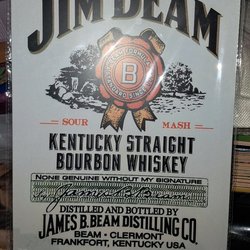 JIM BEAM
B
SOUR MASH
KENTUCKY STRAIGHT
BOURBON WHISKEY
NONE GENUINE WITHOUT MY SIGNATURE
DISTILLED AND BOTTLED BY
JAMES B. BEAM DISTILLING CO.
BEAM • CLERMONT
FRANKFORT, KENTUCKY USA